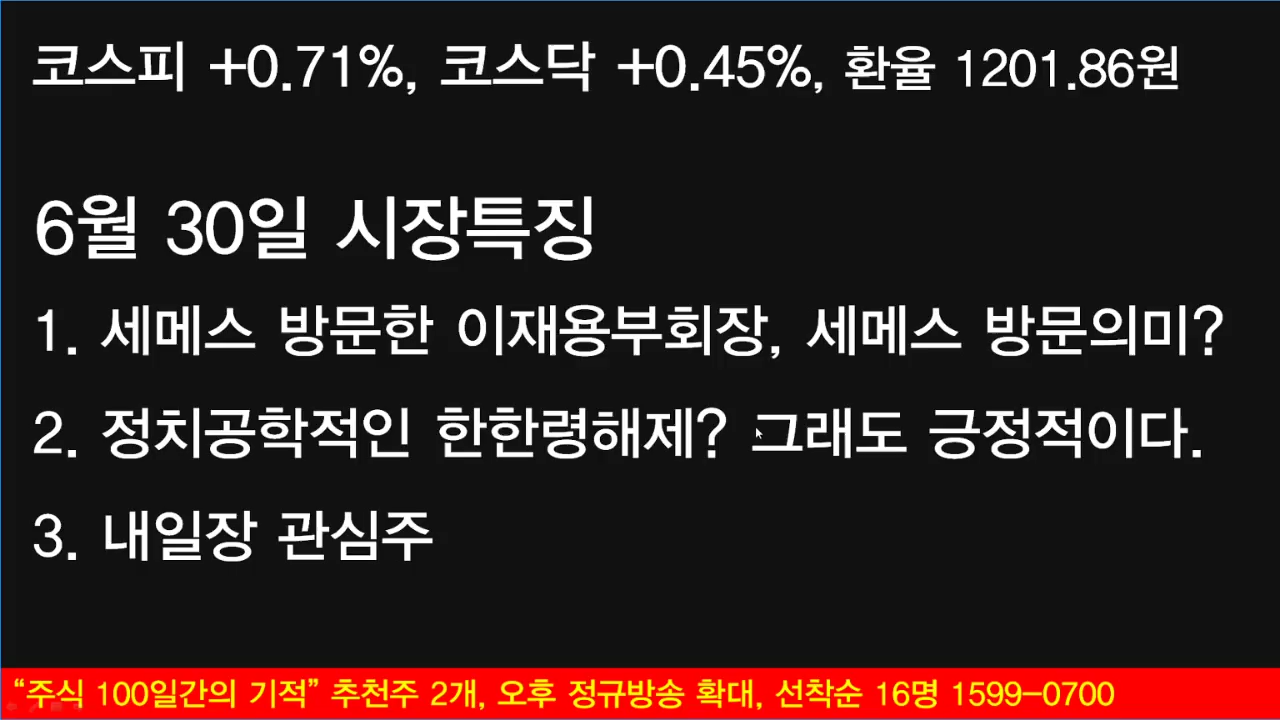 코스피 +0.71%, 코스닥 +0.45%, 환율 1201.86원
6월 30일 시장특징
1. 세메스 방문한 이재용부회장, 세메스 방문의미?
2. 정치공학적인 한한령해제? 그래도 긍정적이다.
3. 내일장 관심주
“주식 100일간의 기적” 추천주 2개, 오후 정규방송 확대, 선착순 16명 1599-0700